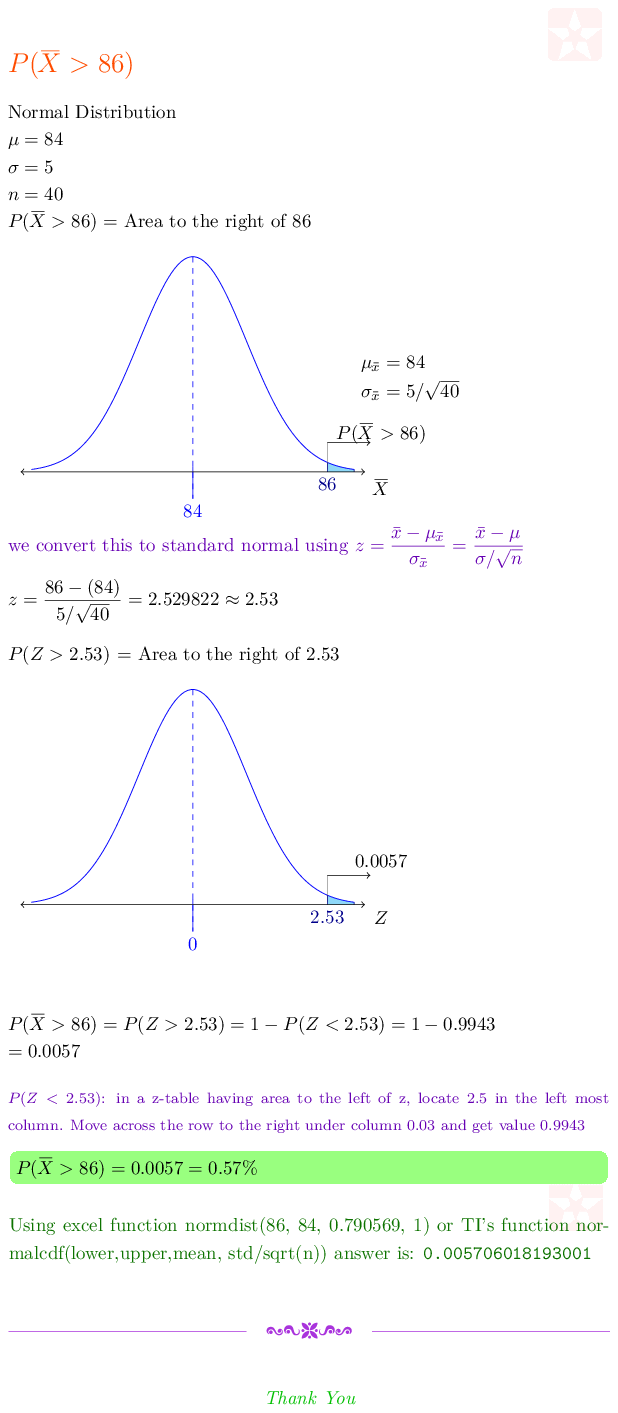 P(X̅ > 86)
Normal Distribution
μ = 84
σ = 5
n = 40
P(X̅ > 86) = Area to the right of 86
μ_x̄ = 84
σ_x̄ = 5/√40
P(X̅ > 86)
86
X̅
84
we convert this to standard normal using z = (x̄ − μ_x̄)/σ_x̄ = (x̄ − μ)/(σ/√n)
z = (86 − (84))/(5/√40) = 2.529822 ≈ 2.53
P(Z > 2.53) = Area to the right of 2.53
0.0057
2.53
Z
0
P(X̅ > 86) = P(Z > 2.53) = 1 − P(Z < 2.53) = 1 − 0.9943
= 0.0057
P(Z < 2.53): in a z-table having area to the left of z, locate 2.5 in the left most
column. Move across the row to the right under column 0.03 and get value 0.9943
P(X̅ > 86) = 0.0057 = 0.57%
Using excel function normdist(86, 84, 0.790569, 1) or TI's function nor-
malcdf(lower,upper,mean, std/sqrt(n)) answer is: 0.005706018193001
Thank You